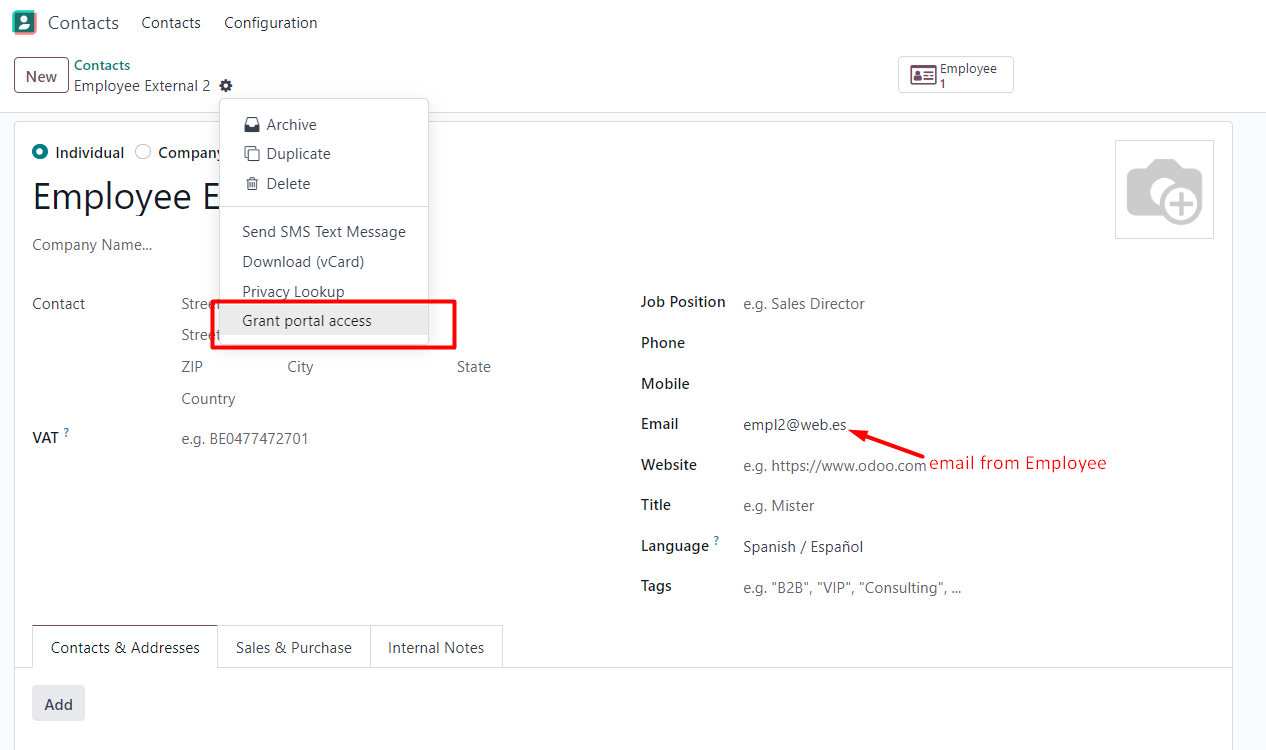 Contacts Contacts Configuration
New Contacts
Employee External 2
Employee
1
Archive
Duplicate
Delete
Send SMS Text Message
Download (vCard)
Privacy Lookup
Grant portal access
Individual Company
Employee E
Company Name...
Contact Stree
Stree
ZIP City State
Country
VAT ? e.g. BE0477472701
Job Position e.g. Sales Director
Phone
Mobile
Email empl2@web.es
Website e.g. https://www.odoo.com
email from Employee
Title e.g. Mister
Language ? Spanish / Español
Tags e.g. "B2B", "VIP", "Consulting", ...
Contacts & Addresses Sales & Purchase Internal Notes
Add